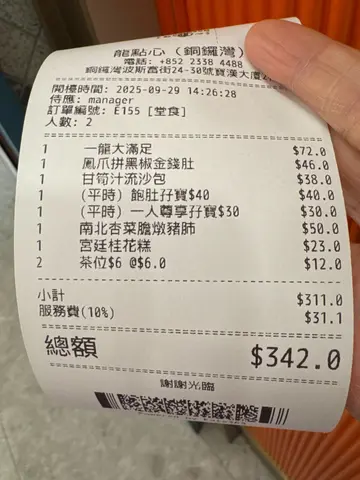 龍點心 (銅鑼灣)
電話: +852 2338 4488
銅鑼灣波斯富街24-30號寶漢大廈
開檯時間: 2025-09-29 14:26:28
侍應: manager
訂單編號: E155 [堂食]
人數: 2
1 一龍大滿足 $72.0
1 鳳爪拼黑椒金錢肚 $46.0
1 甘筍汁流沙包 $38.0
1 (平時) 鮑肚孖寶$40 $40.0
1 (平時) 一人尊享孖寶$30 $30.0
1 南北杏菜膽燉豬肺 $50.0
1 宮廷桂花糕 $23.0
2 茶位$6 @$6.0 $12.0
小計 $311.0
服務費(10%) $31.1
總額 $342.0